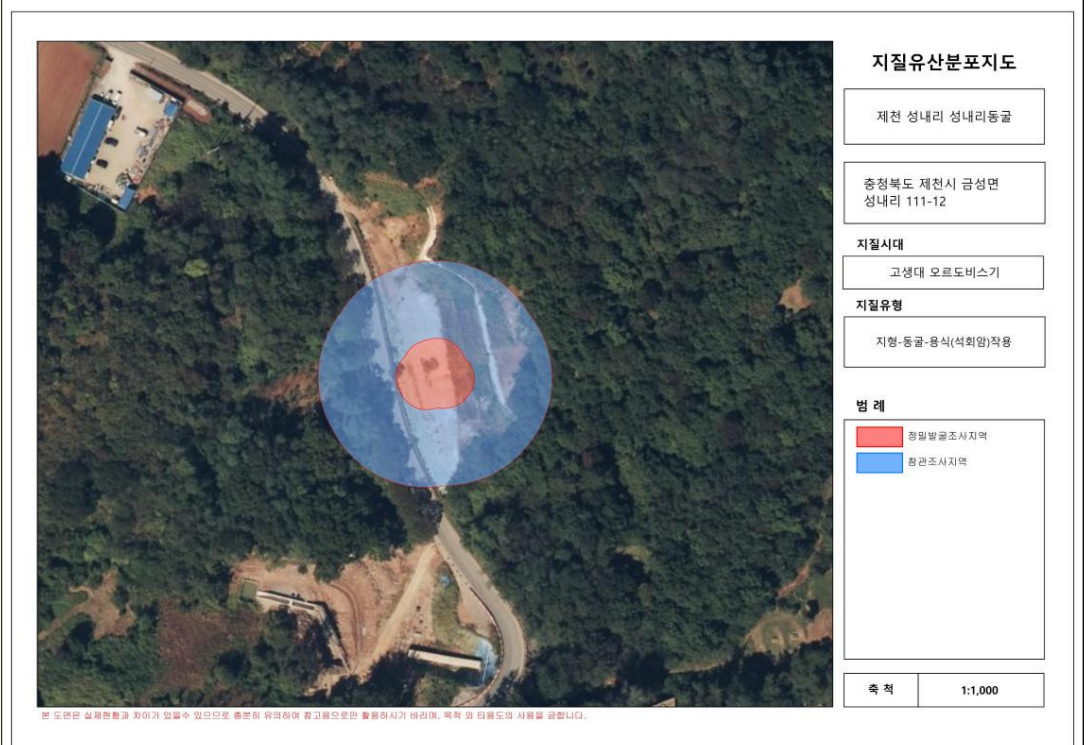 지질유산분포지도
제천 성내리 성내리동굴
충청북도 제천시 금성면
성내리 111-12
지질시대
고생대 오르도비스기
지질유형
지형-동굴-용식(석회암)작용
범 례
정밀발굴조사지역
참관조사지역
축 척
1:1,000
본 도면은 실제현황과 차이가 있을수 있으므로 충분히 유의하여 참고용으로만 활용하시기 바라며, 목적 외 타용도의 사용을 금합니다.